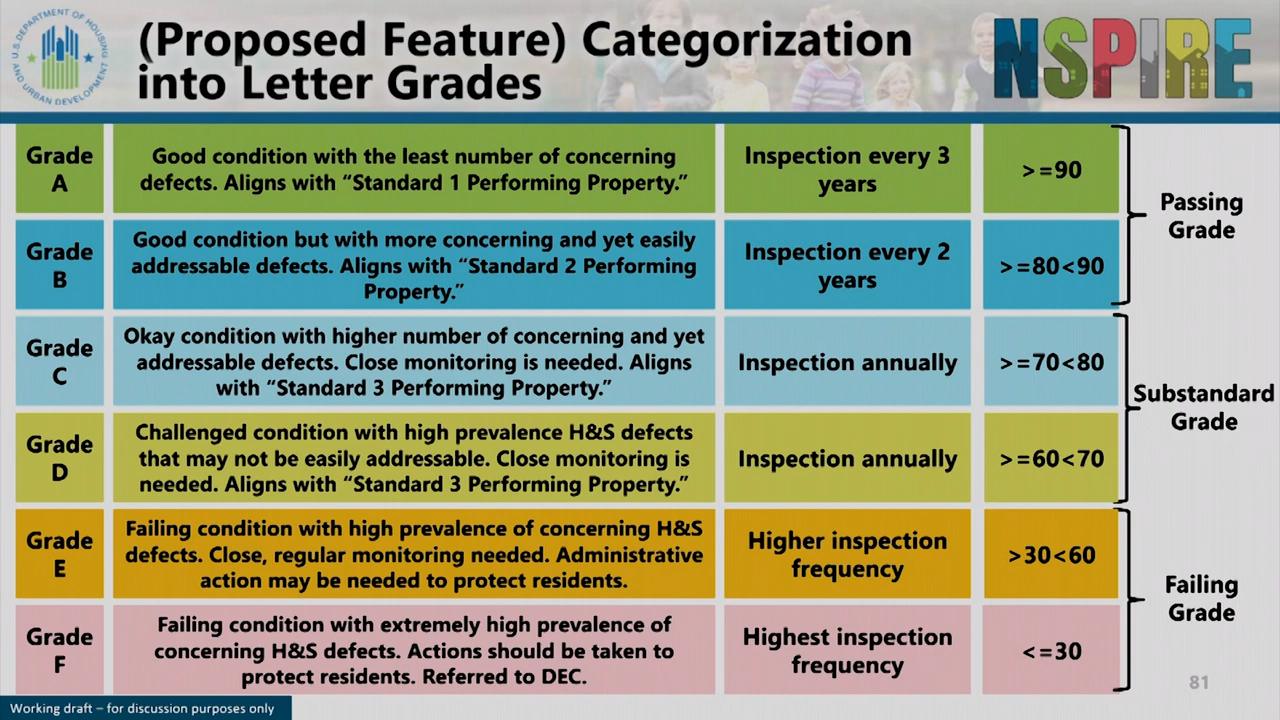 U.S. DEPARTMENT OF HOUSING
AND URBAN DEVELOPMENT
(Proposed Feature) Categorization
into Letter Grades
NSPIRE
Grade
A
Good condition with the least number of concerning
defects. Aligns with “Standard 1 Performing Property.”
Inspection every 3
years
>=90
Grade
B
Good condition but with more concerning and yet easily
addressable defects. Aligns with “Standard 2 Performing
Property.”
Inspection every 2
years
>=80<90
Passing
Grade
Grade
C
Okay condition with higher number of concerning and yet
addressable defects. Close monitoring is needed. Aligns
with “Standard 3 Performing Property.”
Inspection annually
>=70<80
Grade
D
Challenged condition with high prevalence H&S defects
that may not be easily addressable. Close monitoring is
needed. Aligns with “Standard 3 Performing Property.”
Inspection annually
>=60<70
Substandard
Grade
Grade
E
Failing condition with high prevalence of concerning H&S
defects. Close, regular monitoring needed. Administrative
action may be needed to protect residents.
Higher inspection
frequency
>30<60
Grade
F
Failing condition with extremely high prevalence of
concerning H&S defects. Actions should be taken to
protect residents. Referred to DEC.
Highest inspection
frequency
<=30
Failing
Grade
81
Working draft – for discussion purposes only